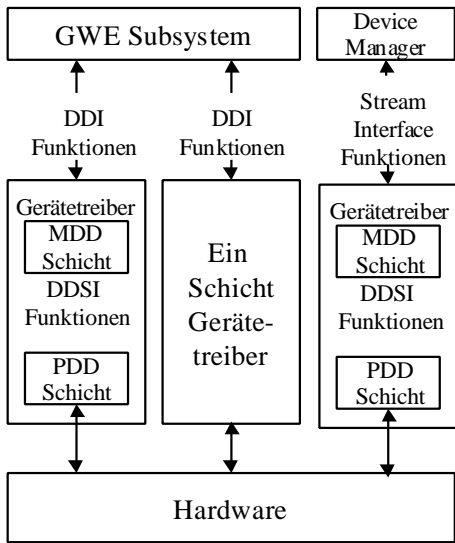 GWE Subsystem
Device
Manager
DDI
Funktionen
DDI
Funktionen
Stream
Interface
Funktionen
Gerätetreiber
MDD
Schicht
DDSI
Funktionen
PDD
Schicht
Ein
Schicht
Geräte-
treiber
Gerätetreiber
MDD
Schicht
DDSI
Funktionen
PDD
Schicht
Hardware